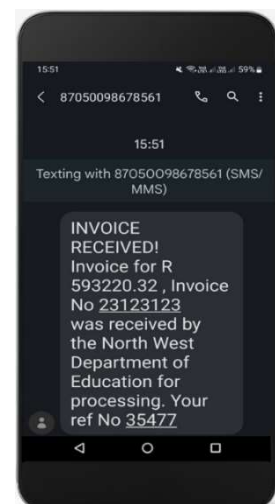 15:51
59%
87050098678561
15:51
Texting with 87050098678561 (SMS/
MMS)
INVOICE
RECEIVED!
Invoice for R
593220.32 , Invoice
No 23123123
was received by
the North West
Department of
Education for
processing. Your
ref No 35477